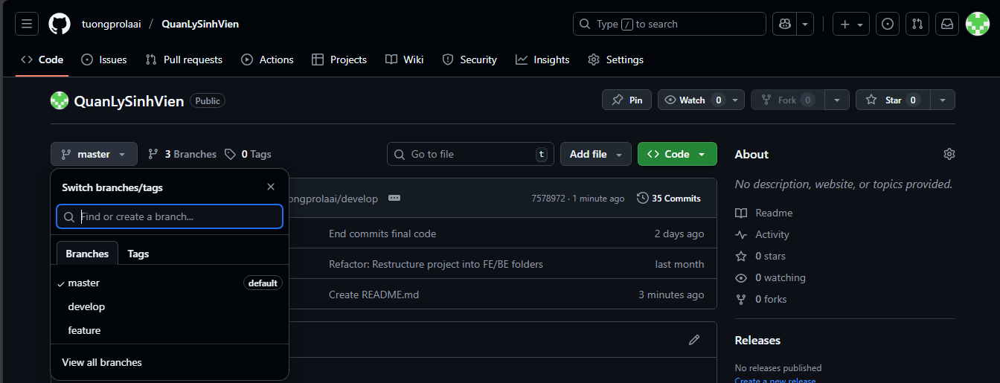 tuongprolaai / QuanLySinhVien
Type / to search
Code Issues Pull requests Actions Projects Wiki Security Insights Settings
QuanLySinhVien Public
Pin Watch 0 Fork 0 Star 0
master 3 Branches 0 Tags Go to file t Add file Code
About
No description, website, or topics provided.
Switch branches/tags
ongprolaai/develop 7578972 · 1 minute ago 35 Commits
Find or create a branch...
Readme
End commits final code 2 days ago
Activity
Branches Tags
0 stars
Refactor: Restructure project into FE/BE folders last month
0 watching
master default
Create README.md 3 minutes ago
0 forks
develop
feature
Releases
View all branches
No releases published
Create a new release